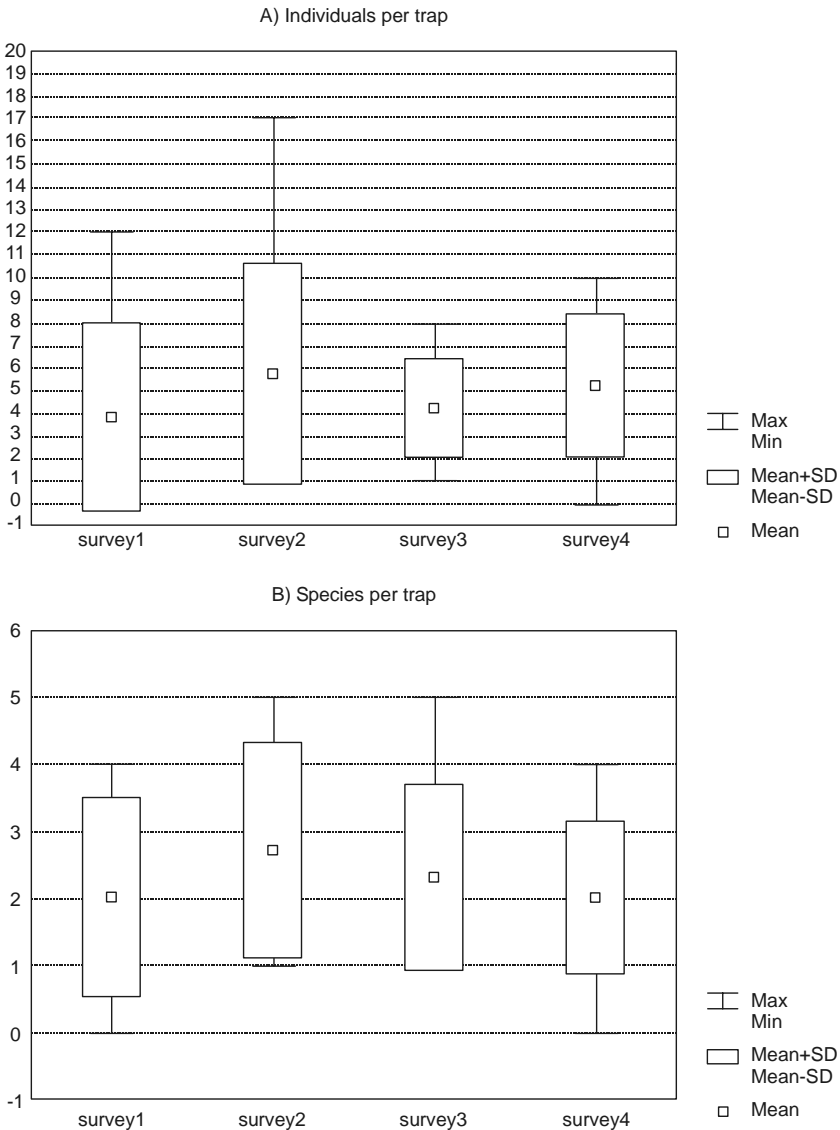 A) Individuals per trap
20
19
18
17
16
15
14
13
12
11
10
9
8
7
6
5
4
3
2
1
0
-1
survey1 survey2 survey3 survey4
Max
Min
Mean+SD
Mean-SD
Mean
B) Species per trap
6
5
4
3
2
1
0
-1
survey1 survey2 survey3 survey4
Max
Min
Mean+SD
Mean-SD
Mean